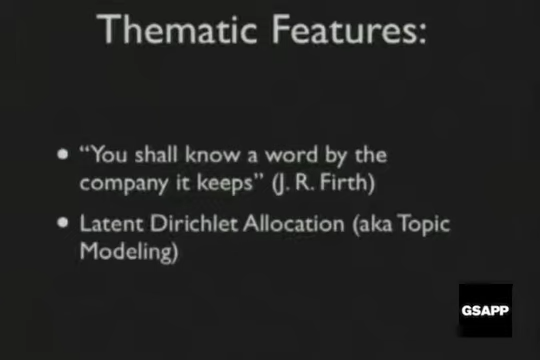 Thematic Features:
• “You shall know a word by the
company it keeps” (J. R. Firth)
• Latent Dirichlet Allocation (aka Topic
Modeling)
GSAPP